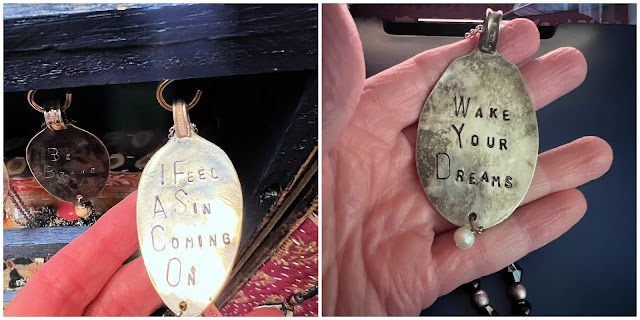 Be
Brave
I Feel
A Sin
Coming
On
Wake
Your
Dreams